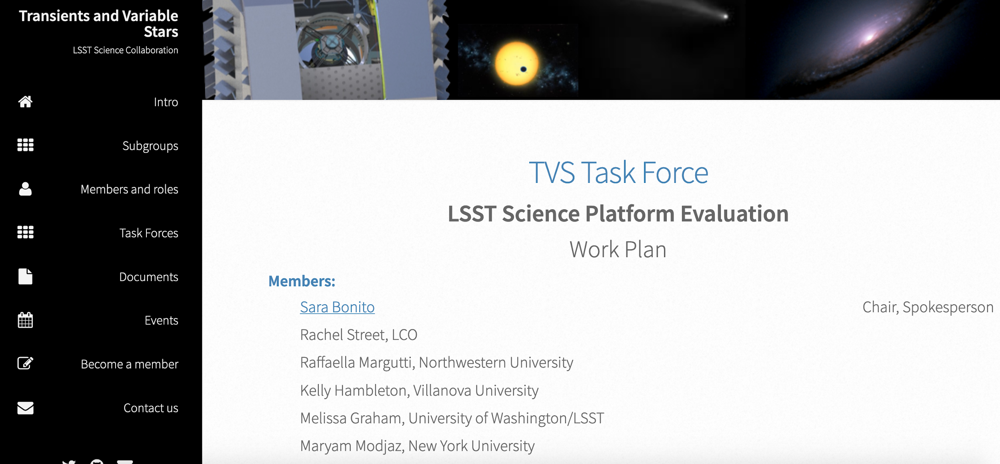 Transients and Variable
Stars
LSST Science Collaboration
Intro
Subgroups
Members and roles
Task Forces
Documents
Events
Become a member
Contact us
TVS Task Force
LSST Science Platform Evaluation
Work Plan
Members:
Sara Bonito Chair, Spokesperson
Rachel Street, LCO
Raffaella Margutti, Northwestern University
Kelly Hambleton, Villanova University
Melissa Graham, University of Washington/LSST
Maryam Modjaz, New York University